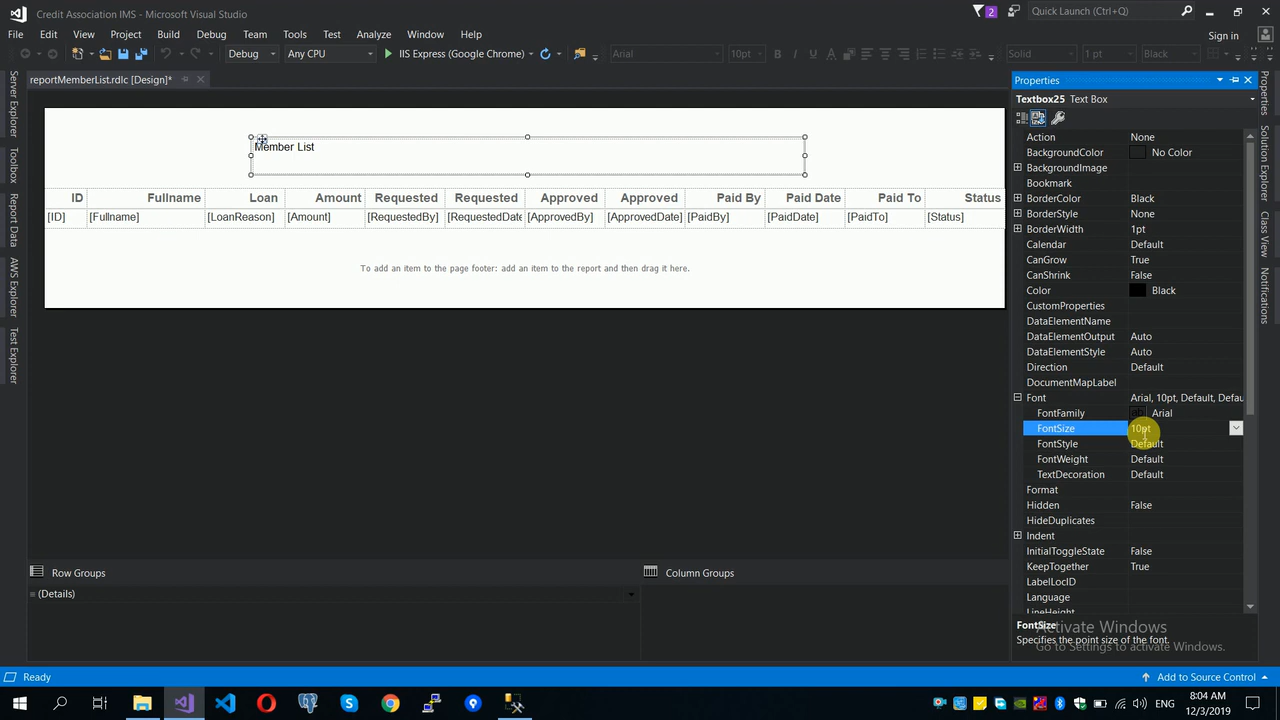 Credit Association IMS - Microsoft Visual Studio
2
Quick Launch (Ctrl+Q)
File Edit View Project Build Debug Team Tools Test Analyze Window Help
Sign in
Debug Any CPU IIS Express (Google Chrome) Arial 10pt B I U A Solid 1 pt Black
reportMemberList.rdlc [Design]*
Server Explorer
Toolbox
Report Data
AWS Explorer
Test Explorer
Member List
ID Fullname Loan Amount Requested Requested Approved Approved Paid By Paid Date Paid To Status
[ID] [Fullname] [LoanReason] [Amount] [RequestedBy] [RequestedDate [ApprovedBy] [ApprovedDate] [PaidBy] [PaidDate] [PaidTo] [Status]
To add an item to the page footer: add an item to the report and then drag it here.
Row Groups
Column Groups
(Details)
Properties
Textbox25 Text Box
Action None
BackgroundColor No Color
BackgroundImage
Bookmark
BorderColor Black
BorderStyle None
BorderWidth 1pt
Calendar Default
CanGrow True
CanShrink False
Color Black
CustomProperties
DataElementName
DataElementOutput Auto
DataElementStyle Auto
Direction Default
DocumentMapLabel
Font Arial, 10pt, Default, Defau
FontFamily ab Arial
FontSize 10pt
FontStyle Default
FontWeight Default
TextDecoration Default
Format
Hidden False
HideDuplicates
Indent
InitialToggleState False
KeepTogether True
LabelLocID
Language
LineHeight
FontSize
Specifies the point size of the font.
Activate Windows
Go to Settings to activate Windows.
Properties
Solution Explorer
Class View
Notifications
Ready
Add to Source Control
ENG
8:04 AM
12/3/2019